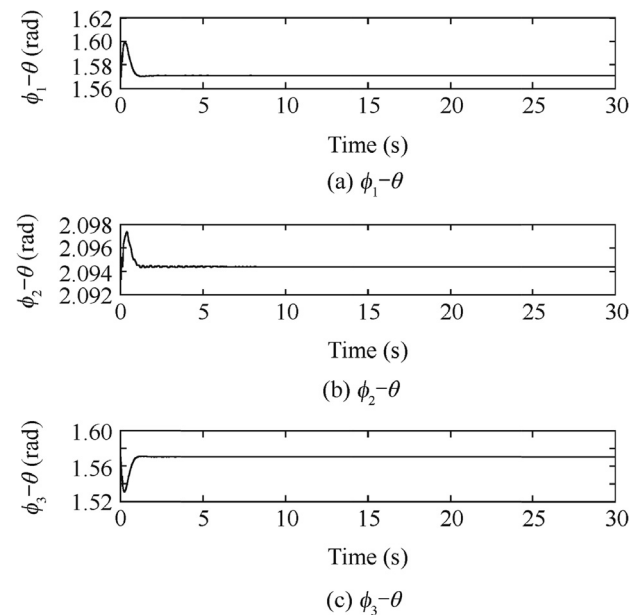 ϕ₁−θ (rad)
1.62
1.60
1.58
1.56
0 5 10 15 20 25 30
Time (s)
(a) ϕ₁−θ
ϕ₂−θ (rad)
2.098
2.096
2.094
2.092
0 5 10 15 20 25 30
Time (s)
(b) ϕ₂−θ
ϕ₃−θ (rad)
1.60
1.56
1.52
0 5 10 15 20 25 30
Time (s)
(c) ϕ₃−θ